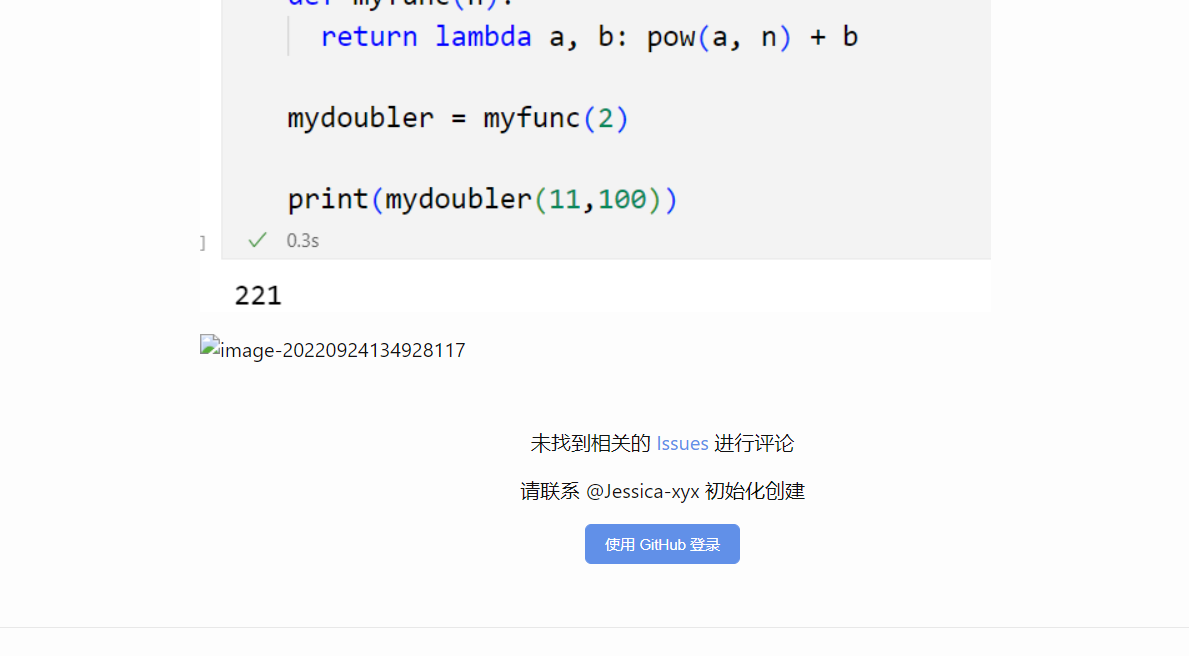 def myfunc(n):
return lambda a, b: pow(a, n) + b
mydoubler = myfunc(2)
print(mydoubler(11,100))
] ✓ 0.3s
221
image-20220924134928117
未找到相关的 Issues 进行评论
请联系 @Jessica-xyx 初始化创建
使用 GitHub 登录